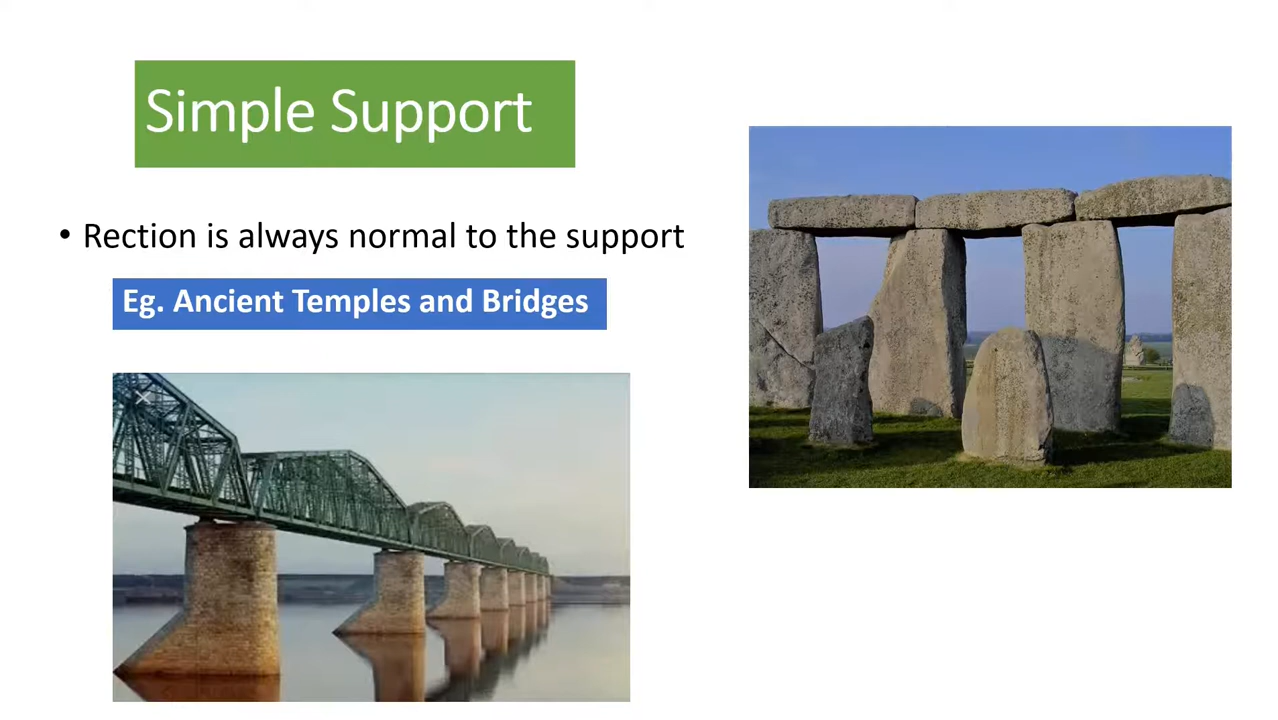 Simple Support
• Rection is always normal to the support
Eg. Ancient Temples and Bridges